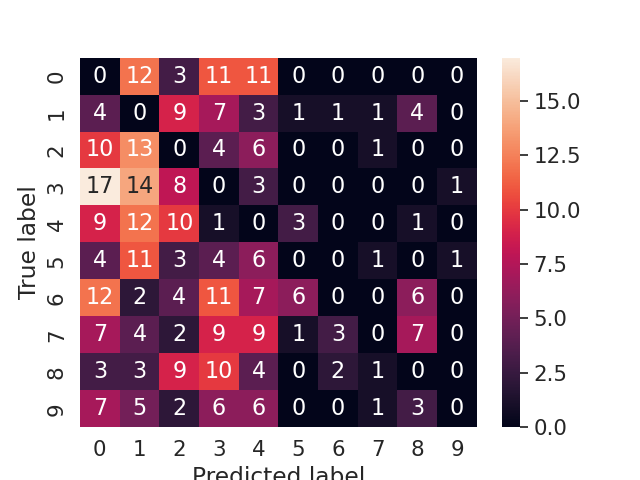 0 0 12 3 11 11 0 0 0 0 0
1 4 0 9 7 3 1 1 1 4 0
2 10 13 0 4 6 0 0 1 0 0
3 17 14 8 0 3 0 0 0 0 1
4 9 12 10 1 0 3 0 0 1 0
5 4 11 3 4 6 0 0 1 0 1
6 12 2 4 11 7 6 0 0 6 0
7 7 4 2 9 9 1 3 0 7 0
8 3 3 9 10 4 0 2 1 0 0
9 7 5 2 6 6 0 0 1 3 0
0 1 2 3 4 5 6 7 8 9
Predicted label
True label
15.0
12.5
10.0
7.5
5.0
2.5
0.0